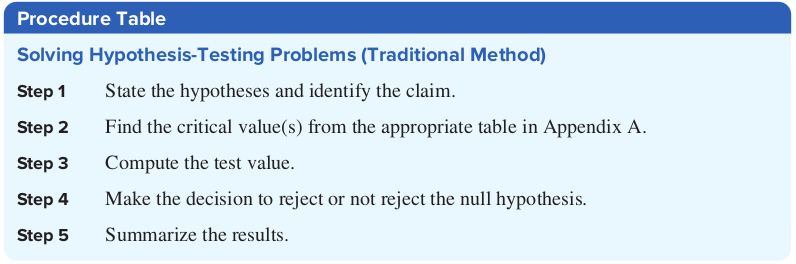 Procedure Table
Solving Hypothesis-Testing Problems (Traditional Method)
Step 1 State the hypotheses and identify the claim.
Step 2 Find the critical value(s) from the appropriate table in Appendix A.
Step 3 Compute the test value.
Step 4 Make the decision to reject or not reject the null hypothesis.
Step 5 Summarize the results.